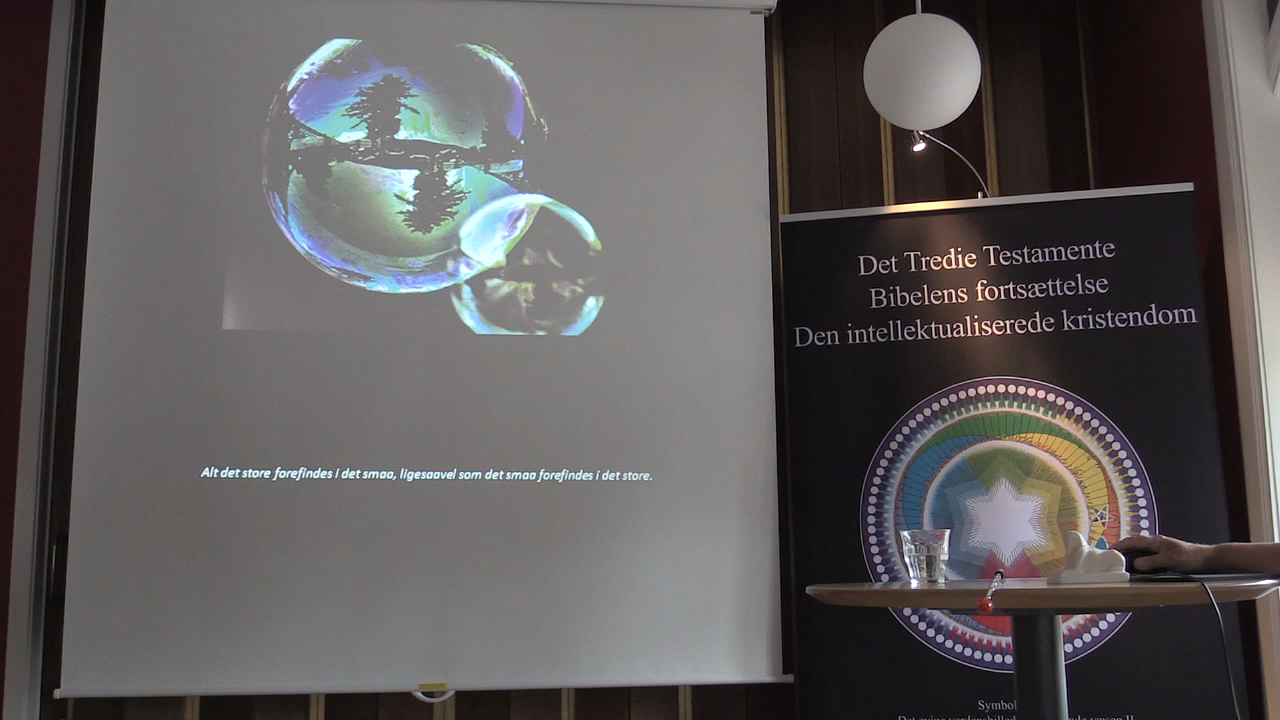 Alt det store forefindes i det smaa, ligesaavel som det smaa forefindes i det store.
Det Tredie Testamente
Bibelens fortsættelse
Den intellektualiserede kristendom
Symbol